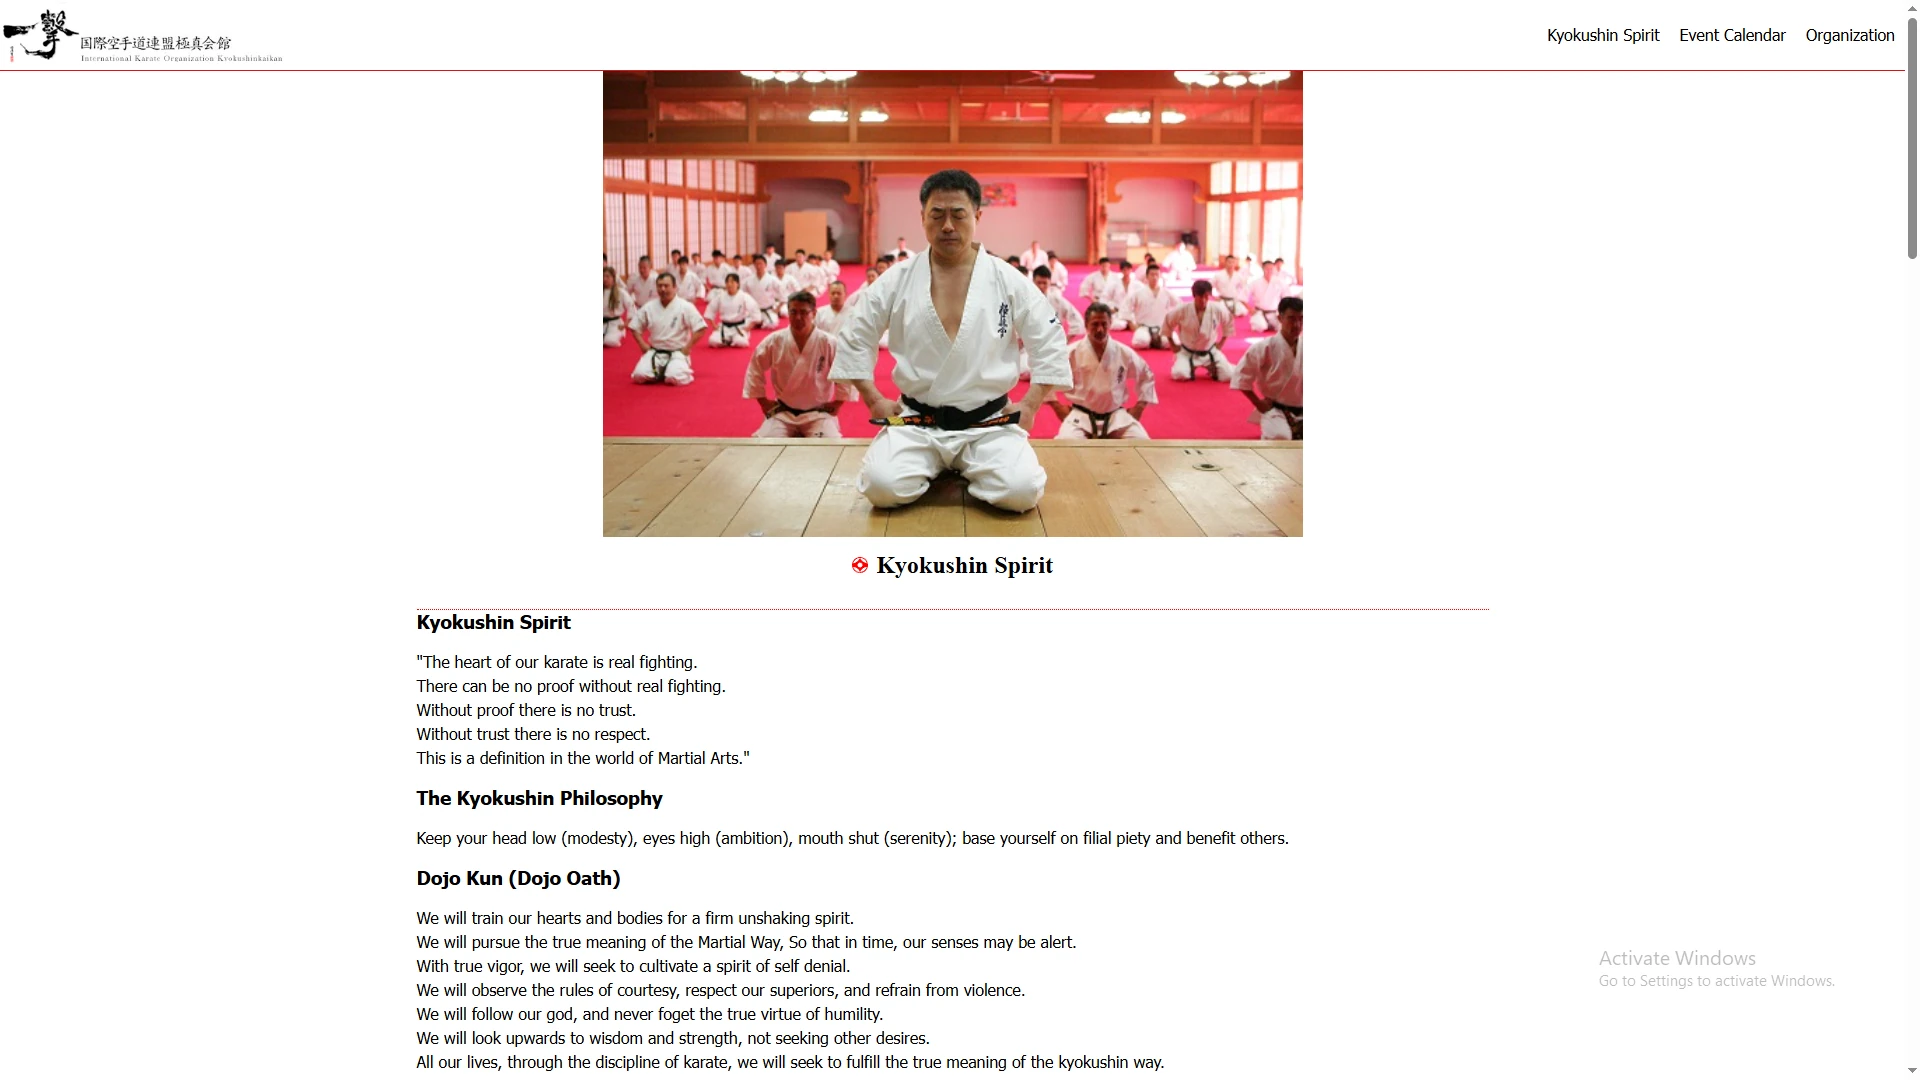 撃
国際空手道連盟極真会館
International Karate Organization Kyokushinkaikan
Kyokushin Spirit
Event Calendar
Organization
極真会
Kyokushin Spirit
Kyokushin Spirit
"The heart of our karate is real fighting.
There can be no proof without real fighting.
Without proof there is no trust.
Without trust there is no respect.
This is a definition in the world of Martial Arts."
The Kyokushin Philosophy
Keep your head low (modesty), eyes high (ambition), mouth shut (serenity); base yourself on filial piety and benefit others.
Dojo Kun (Dojo Oath)
We will train our hearts and bodies for a firm unshaking spirit.
We will pursue the true meaning of the Martial Way, So that in time, our senses may be alert.
With true vigor, we will seek to cultivate a spirit of self denial.
We will observe the rules of courtesy, respect our superiors, and refrain from violence.
We will follow our god, and never foget the true virtue of humility.
We will look upwards to wisdom and strength, not seeking other desires.
All our lives, through the discipline of karate, we will seek to fulfill the true meaning of the kyokushin way.
Activate Windows
Go to Settings to activate Windows.